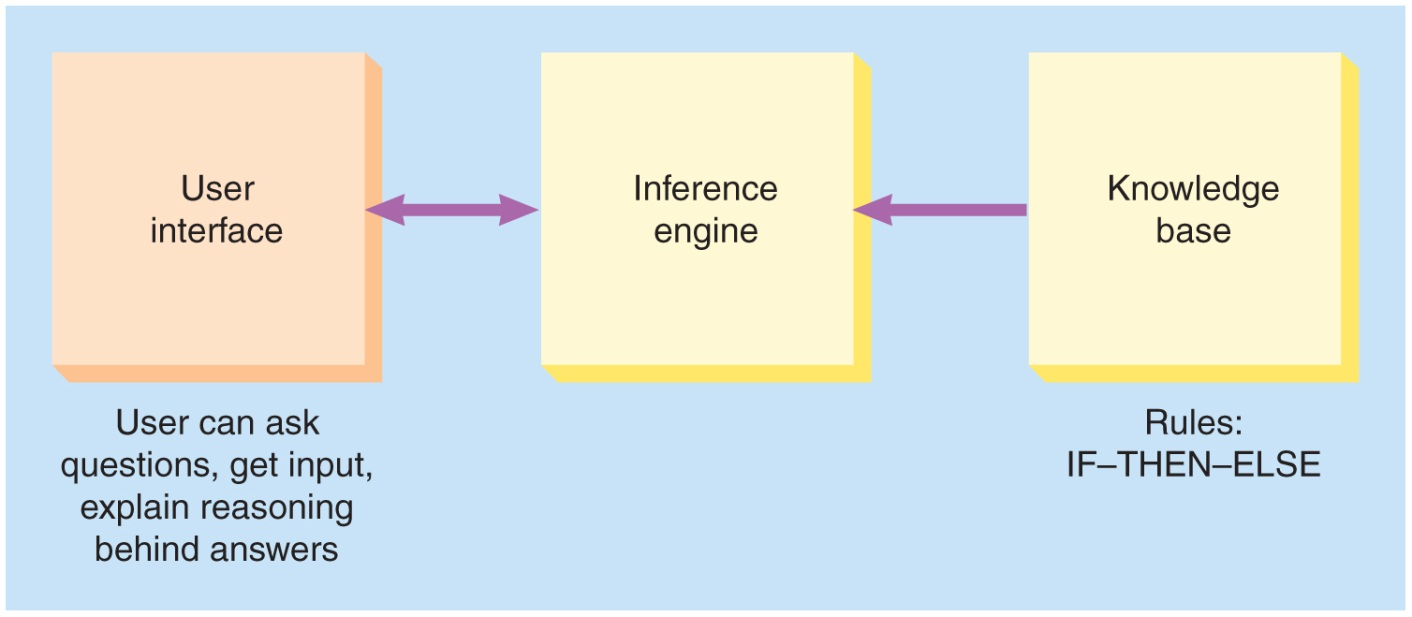 User
interface
Inference
engine
Knowledge
base
User can ask
questions, get input,
explain reasoning
behind answers
Rules:
IF–THEN–ELSE